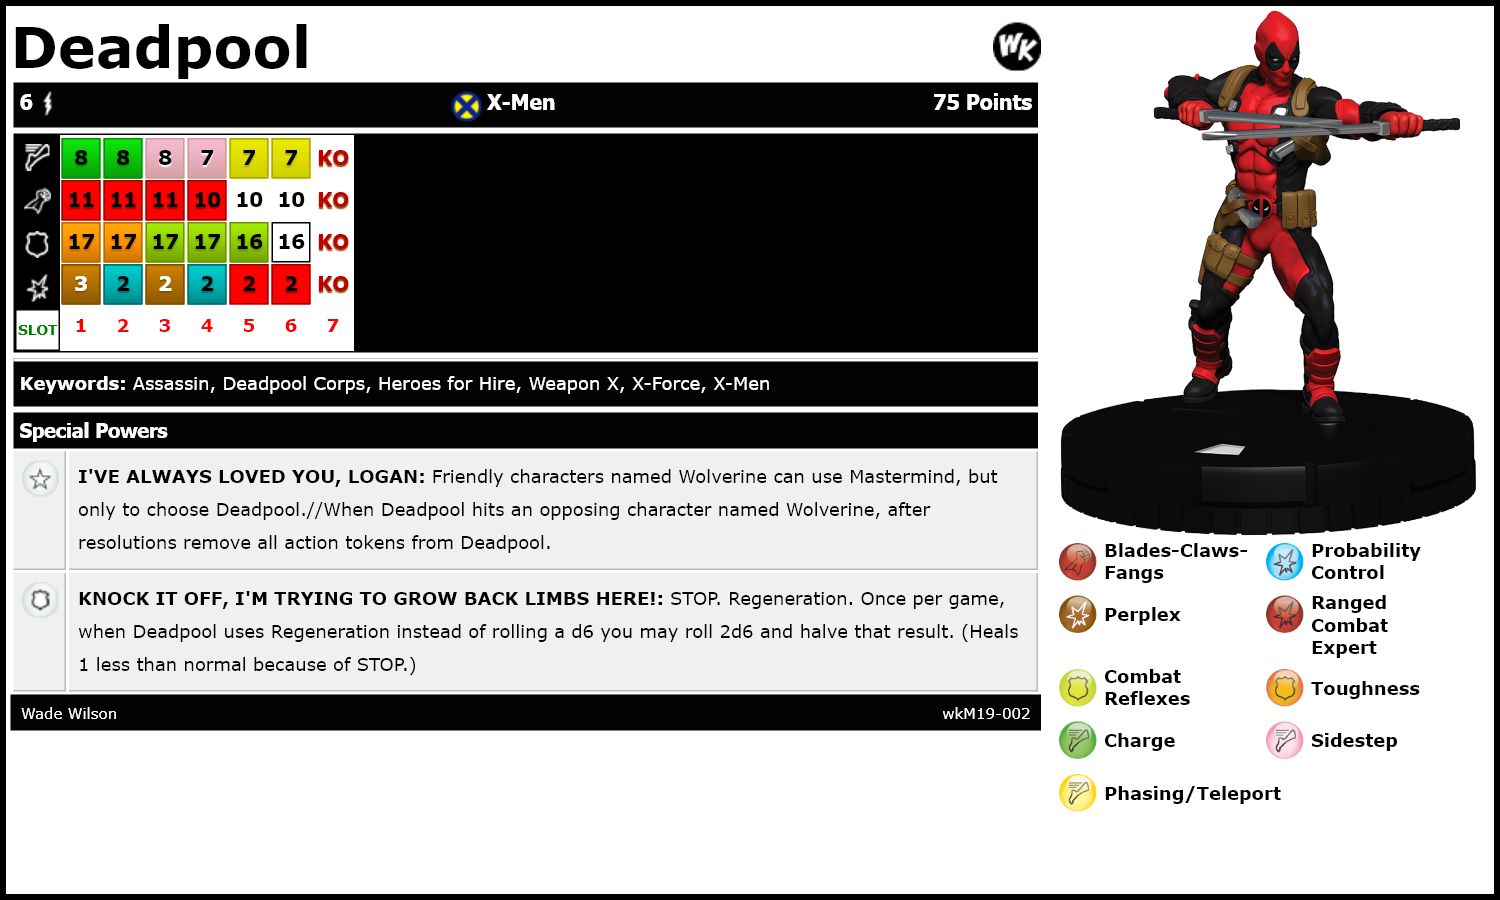 Deadpool
WK
6 X-Men 75 Points
8 8 8 7 7 7 KO
11 11 11 10 10 10 KO
17 17 17 17 16 16 KO
3 2 2 2 2 2 KO
SLOT 1 2 3 4 5 6 7
Keywords: Assassin, Deadpool Corps, Heroes for Hire, Weapon X, X-Force, X-Men
Special Powers
I'VE ALWAYS LOVED YOU, LOGAN: Friendly characters named Wolverine can use Mastermind, but
only to choose Deadpool.//When Deadpool hits an opposing character named Wolverine, after
resolutions remove all action tokens from Deadpool.
KNOCK IT OFF, I'M TRYING TO GROW BACK LIMBS HERE!: STOP. Regeneration. Once per game,
when Deadpool uses Regeneration instead of rolling a d6 you may roll 2d6 and halve that result. (Heals
1 less than normal because of STOP.)
Wade Wilson wkM19-002
Blades-Claws-
Fangs
Probability
Control
Perplex
Ranged
Combat
Expert
Combat
Reflexes
Toughness
Charge
Sidestep
Phasing/Teleport